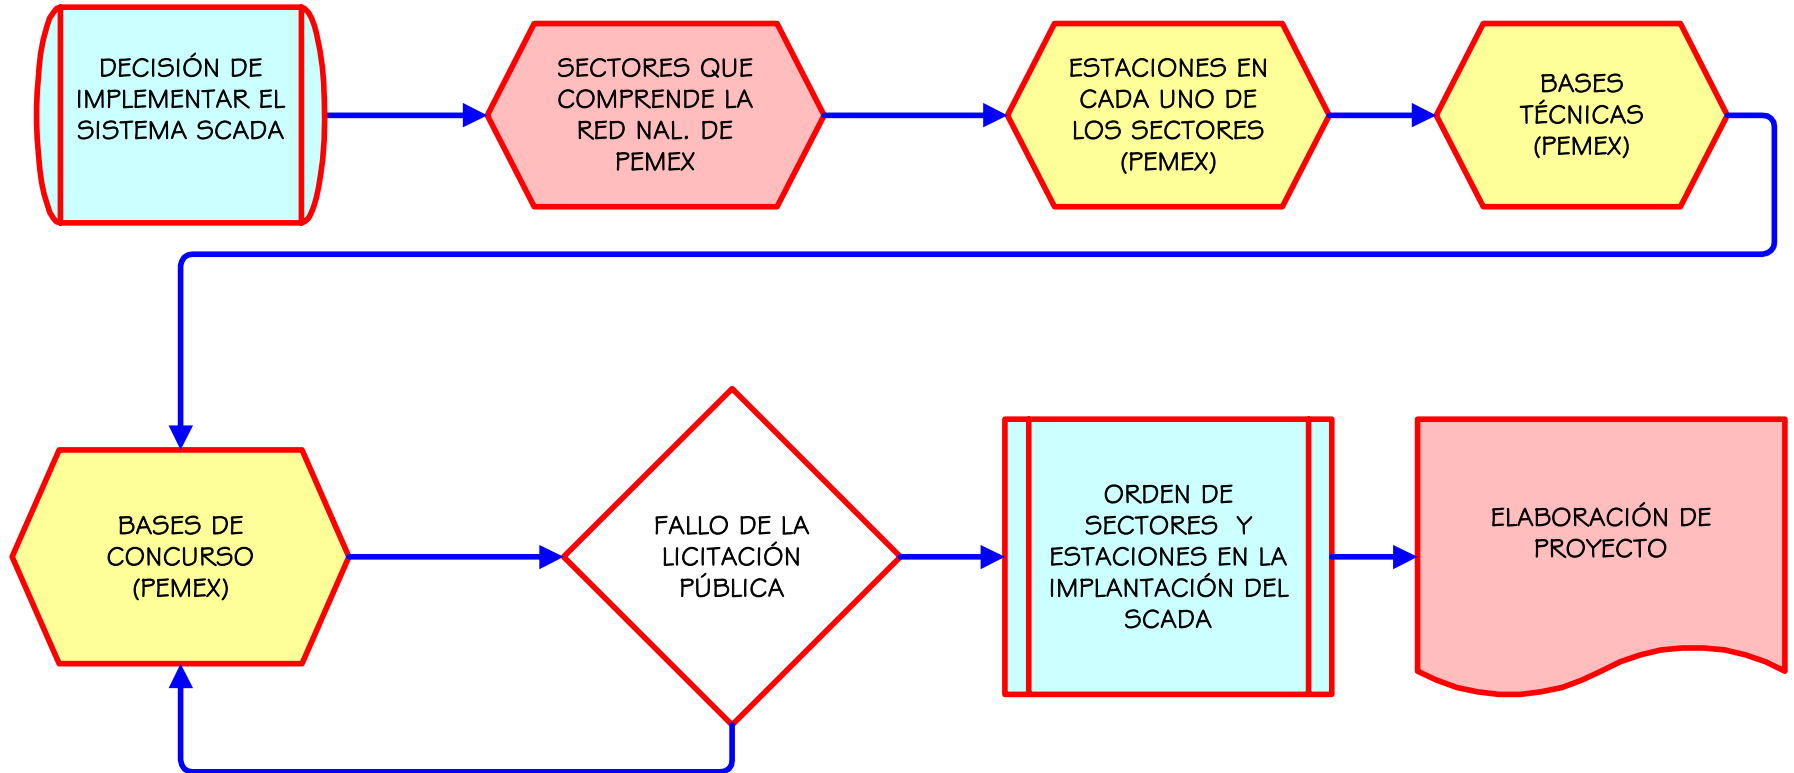 DECISIÓN DE
IMPLEMENTAR EL
SISTEMA SCADA
SECTORES QUE
COMPRENDE LA
RED NAL. DE
PEMEX
ESTACIONES EN
CADA UNO DE
LOS SECTORES
(PEMEX)
BASES
TÉCNICAS
(PEMEX)
BASES DE
CONCURSO
(PEMEX)
FALLO DE LA
LICITACIÓN
PÚBLICA
ORDEN DE
SECTORES Y
ESTACIONES EN LA
IMPLANTACIÓN DEL
SCADA
ELABORACIÓN DE
PROYECTO